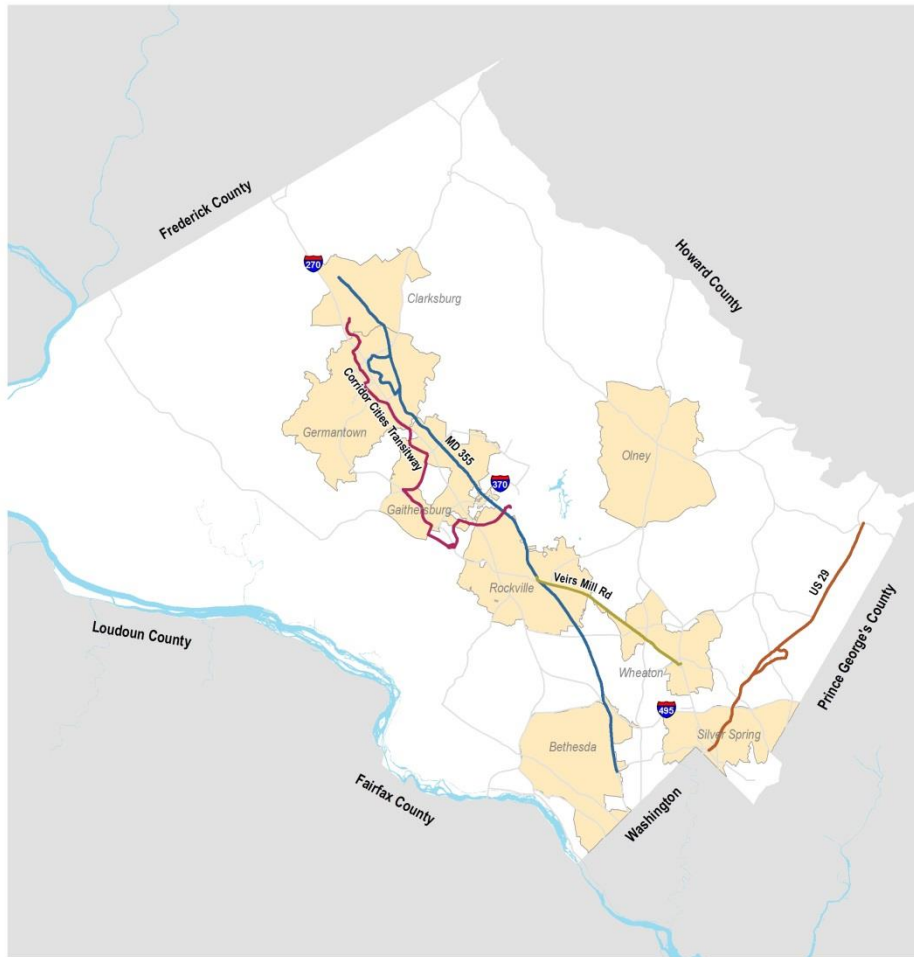 Frederick County
Howard County
270
Clarksburg
Corridor Cities Transitway
Germantown
MD 355
Olney
370
Gaithersburg
Rockville
Veirs Mill Rd
US 29
Loudoun County
Prince George's County
Wheaton
495
Silver Spring
Bethesda
Fairfax County
Washington